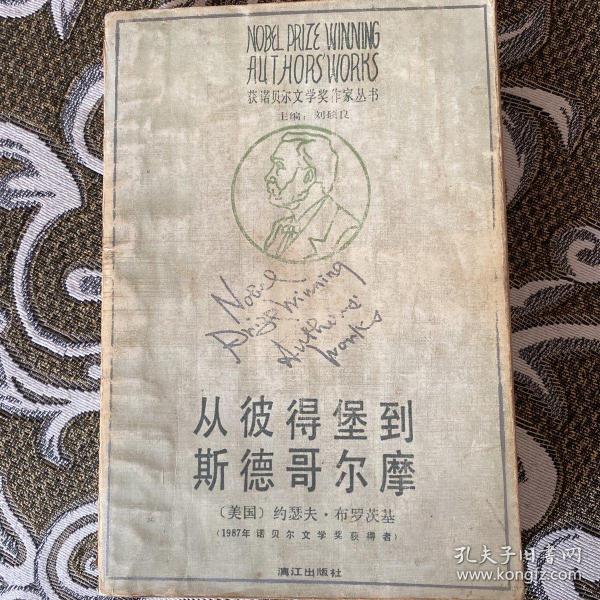 NOBEL PRIZE WINNING
AUTHORS' WORKS
获诺贝尔文学奖作家丛书
主编：刘硕良
Nobel
Prize Winning
Authors'
works
从彼得堡到
斯德哥尔摩
（美国）约瑟夫·布罗茨基
（1987年诺贝尔文学奖获得者）
漓江出版社
孔夫子旧书网
www.kongfz.com